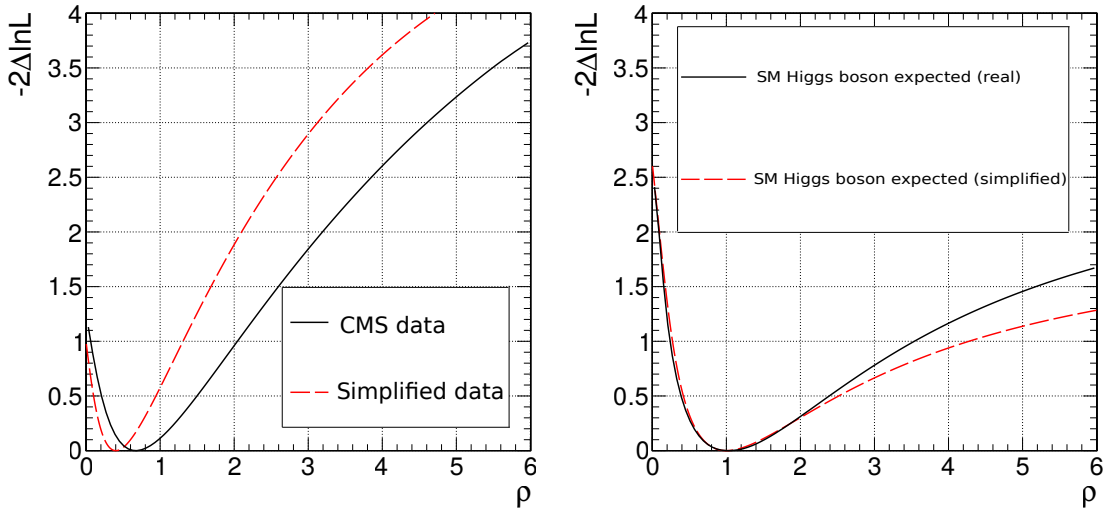 -2ΔlnL
4
3.5
3
2.5
2
1.5
1
0.5
0
0 1 2 3 4 5 6
ρ
CMS data
Simplified data
-2ΔlnL
4
3.5
3
2.5
2
1.5
1
0.5
0
0 1 2 3 4 5 6
ρ
SM Higgs boson expected (real)
SM Higgs boson expected (simplified)